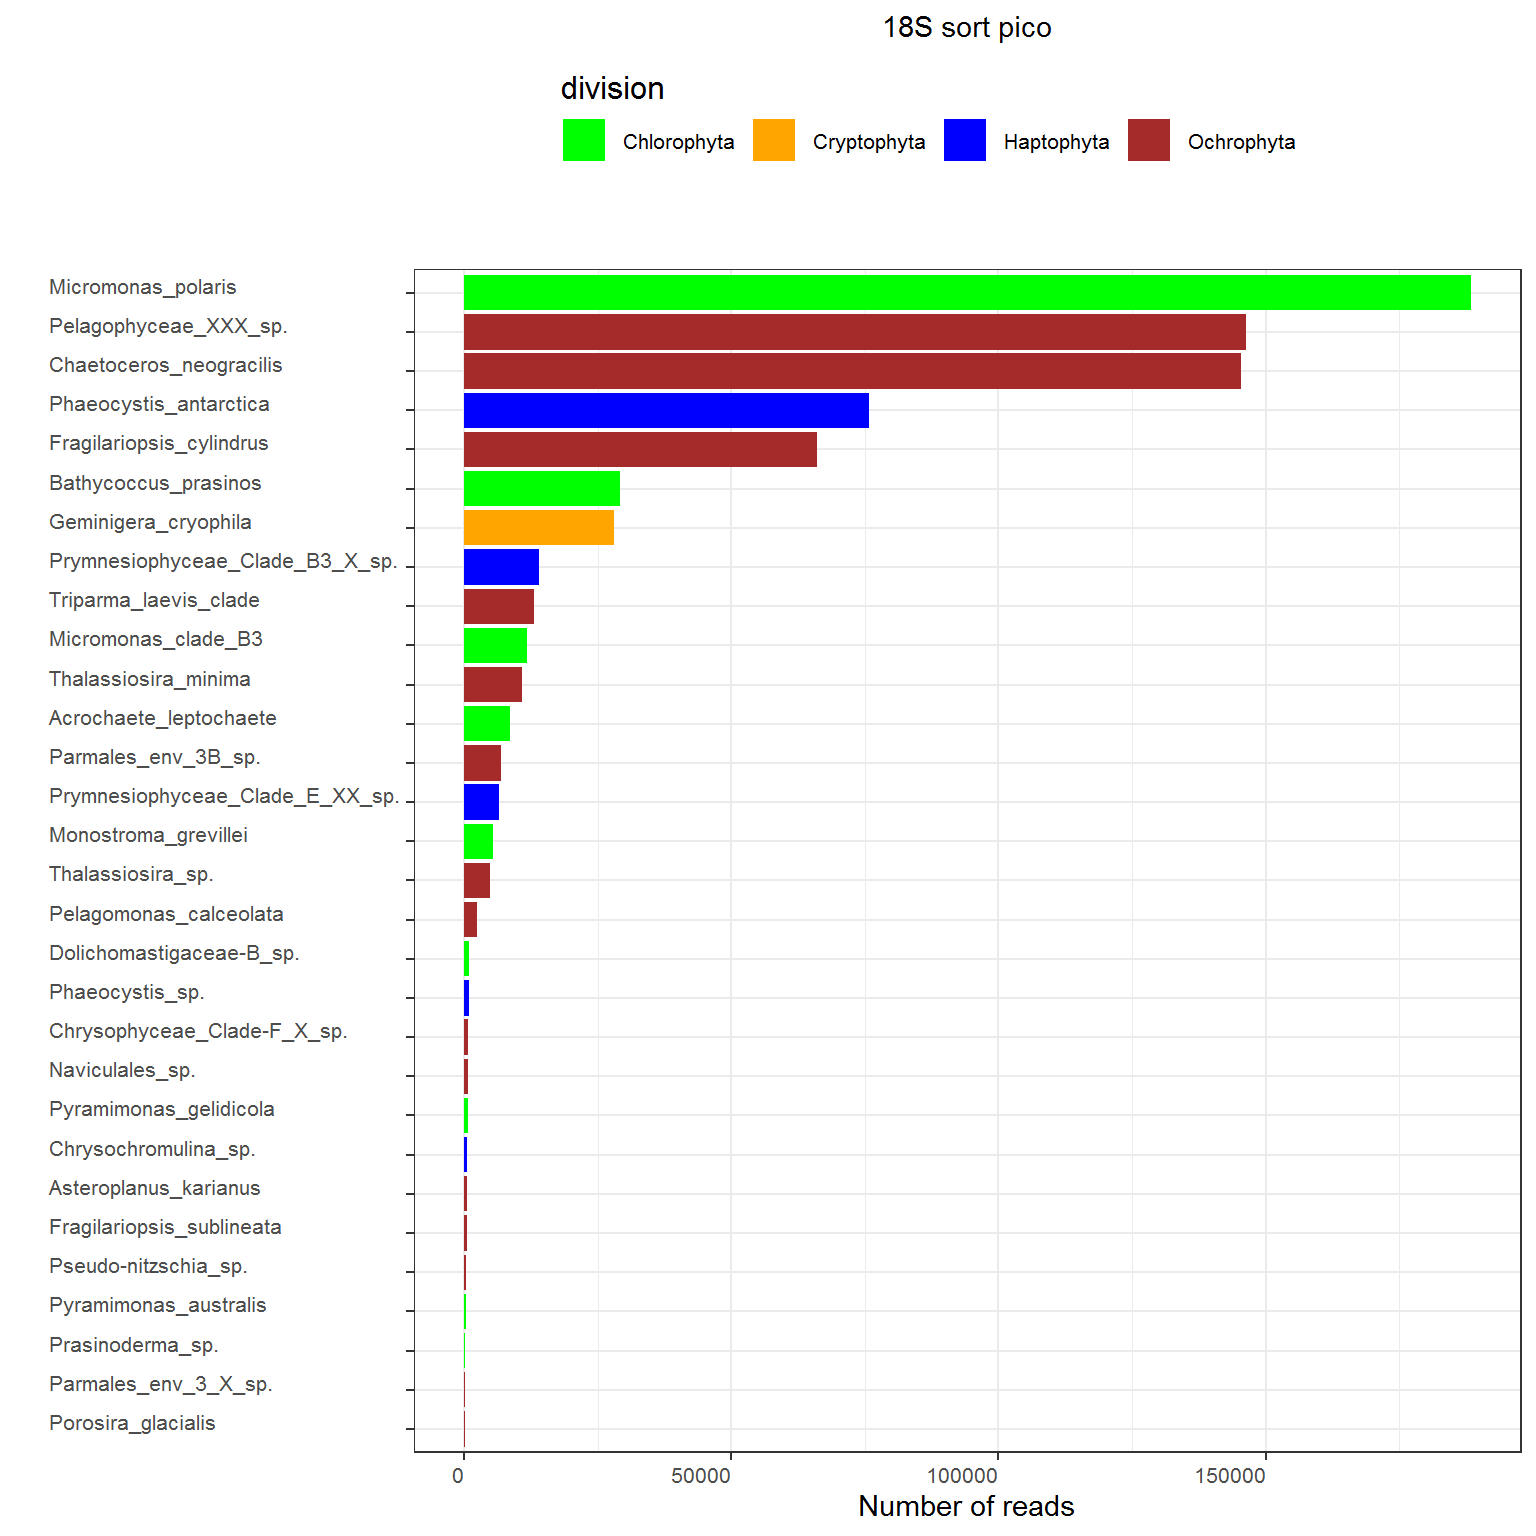 18S sort pico
division
Chlorophyta Cryptophyta Haptophyta Ochrophyta
Micromonas_polaris
Pelagophyceae_XXX_sp.
Chaetoceros_neogracilis
Phaeocystis_antarctica
Fragilariopsis_cylindrus
Bathycoccus_prasinos
Geminigera_cryophila
Prymnesiophyceae_Clade_B3_X_sp.
Triparma_laevis_clade
Micromonas_clade_B3
Thalassiosira_minima
Acrochaete_leptochaete
Parmales_env_3B_sp.
Prymnesiophyceae_Clade_E_XX_sp.
Monostroma_grevillei
Thalassiosira_sp.
Pelagomonas_calceolata
Dolichomastigaceae-B_sp.
Phaeocystis_sp.
Chrysophyceae_Clade-F_X_sp.
Naviculales_sp.
Pyramimonas_gelidicola
Chrysochromulina_sp.
Asteroplanus_karianus
Fragilariopsis_sublineata
Pseudo-nitzschia_sp.
Pyramimonas_australis
Prasinoderma_sp.
Parmales_env_3_X_sp.
Porosira_glacialis
0 50000 100000 150000
Number of reads